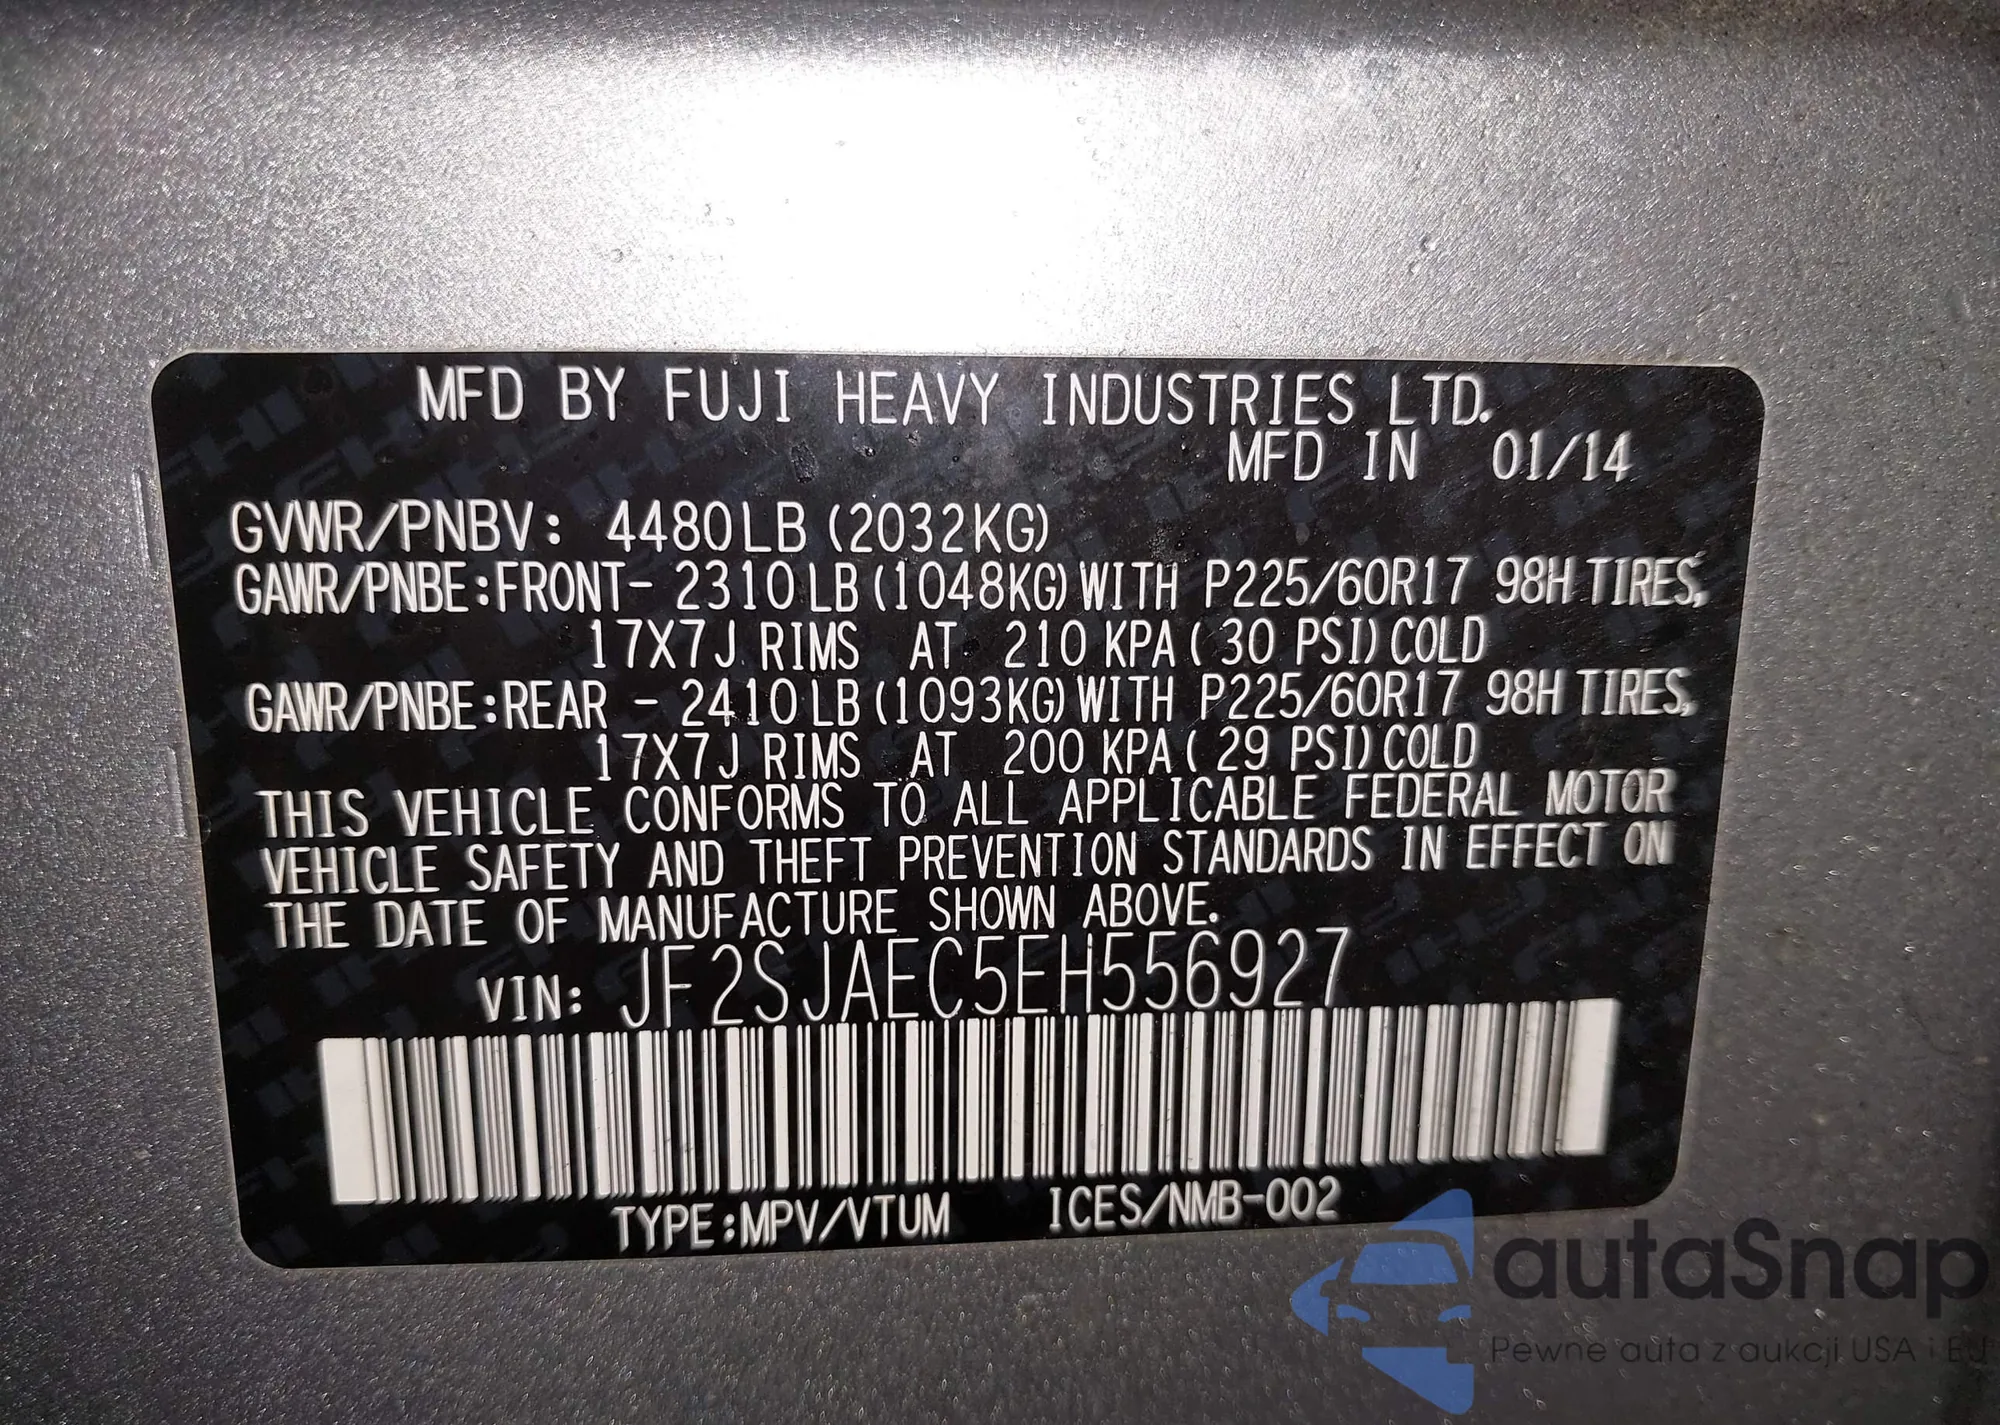 MFD BY FUJI HEAVY INDUSTRIES LTD.
MFD IN 01/14
GVWR/PNBV: 4480LB (2032KG)
GAWR/PNBE:FRONT- 2310LB(1048KG)WITH P225/60R17 98H TIRES,
17X7J RIMS AT 210 KPA( 30 PSI)COLD
GAWR/PNBE:REAR - 2410LB(1093KG)WITH P225/60R17 98H TIRES,
17X7J RIMS AT 200 KPA( 29 PSI)COLD
THIS VEHICLE CONFORMS TO ALL APPLICABLE FEDERAL MOTOR
VEHICLE SAFETY AND THEFT PREVENTION STANDARDS IN EFFECT ON
THE DATE OF MANUFACTURE SHOWN ABOVE.
VIN: JF2SJAEC5EH556927
TYPE:MPV/VTUM ICES/NMB-002
autaSnap
Pewne auta z aukcji USA i EU